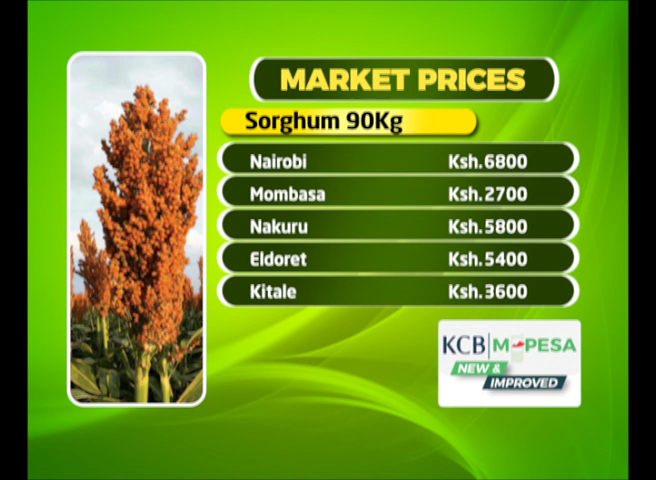 MARKET PRICES
Sorghum 90Kg
Nairobi Ksh.6800
Mombasa Ksh.2700
Nakuru Ksh.5800
Eldoret Ksh.5400
Kitale Ksh.3600
KCB M-PESA
NEW &
IMPROVED